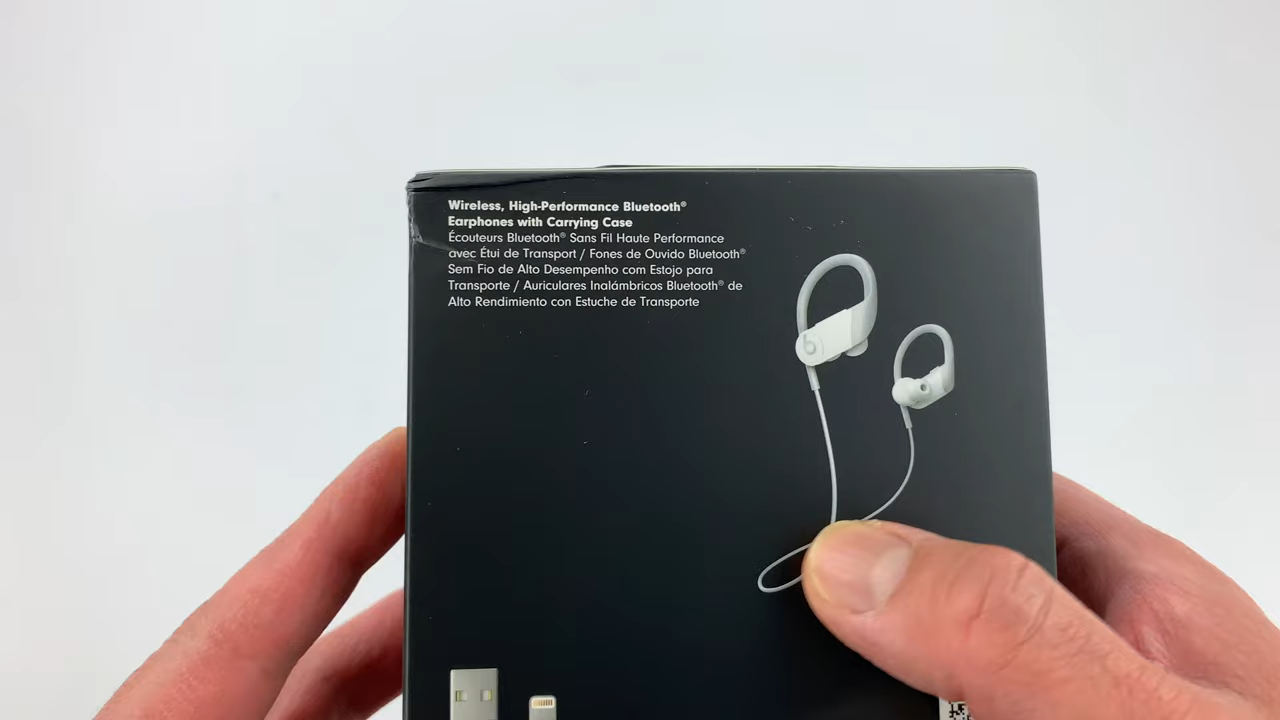 Wireless, High-Performance Bluetooth®
Earphones with Carrying Case
Écouteurs Bluetooth® Sans Fil Haute Performance
avec Étui de Transport / Fones de Ouvido Bluetooth®
Sem Fio de Alto Desempenho com Estojo para
Transporte / Auriculares Inalámbricos Bluetooth® de
Alto Rendimiento con Estuche de Transporte